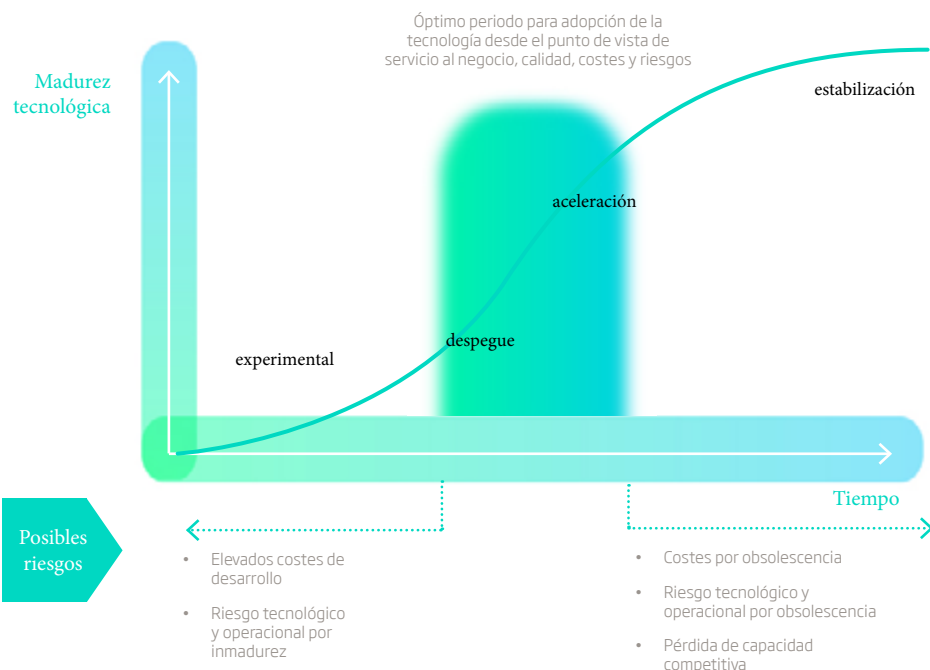 Óptimo periodo para adopción de la
tecnología desde el punto de vista de
servicio al negocio, calidad, costes y riesgos
Madurez
tecnológica
estabilización
aceleración
despegue
experimental
Tiempo
Posibles
riesgos
• Elevados costes de
desarrollo
• Riesgo tecnológico
y operacional por
inmadurez
• Costes por obsolescencia
• Riesgo tecnológico y
operacional por obsolescencia
• Pérdida de capacidad
competitiva